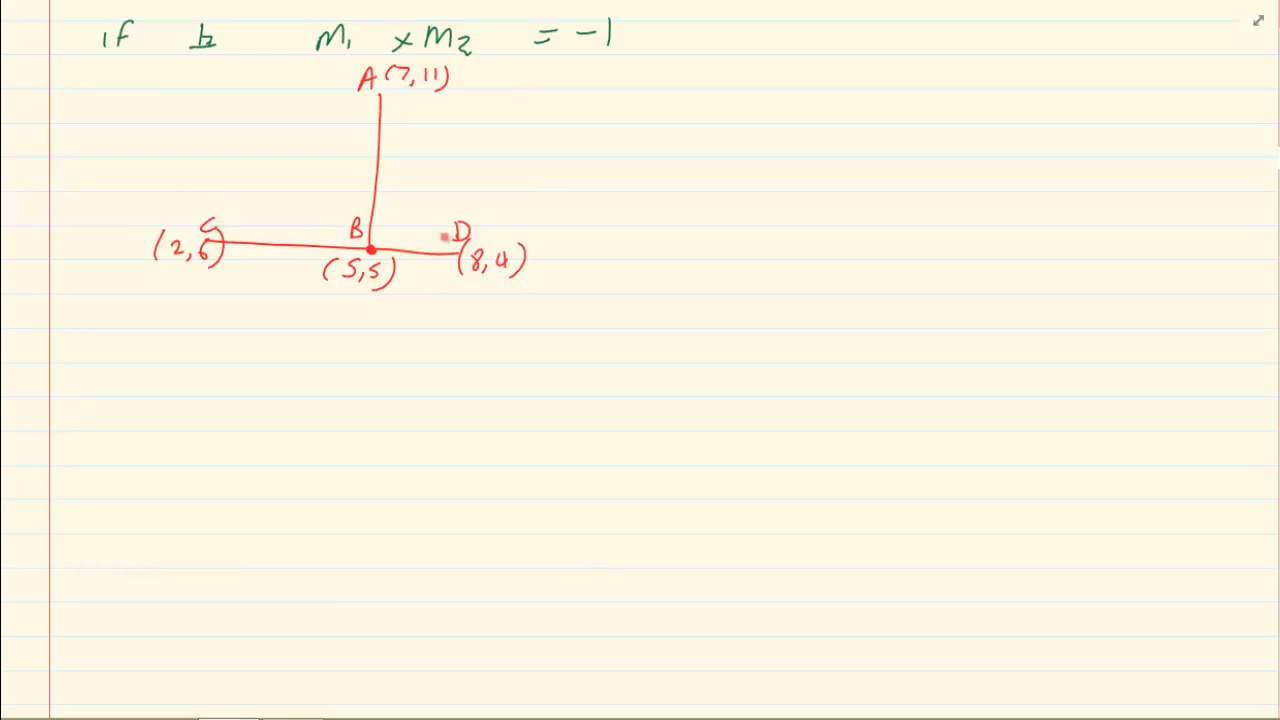 if ⊥ m₁ × m₂ = -1
A (7, 11)
C B D
(2, 6) (5, 5) (8, 4)